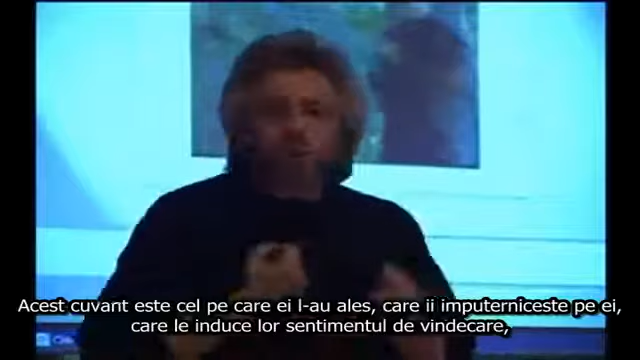 Acest cuvant este cel pe care ei l-au ales, care ii imputerniceste pe ei,
care le induce lor sentimentul de vindecare,